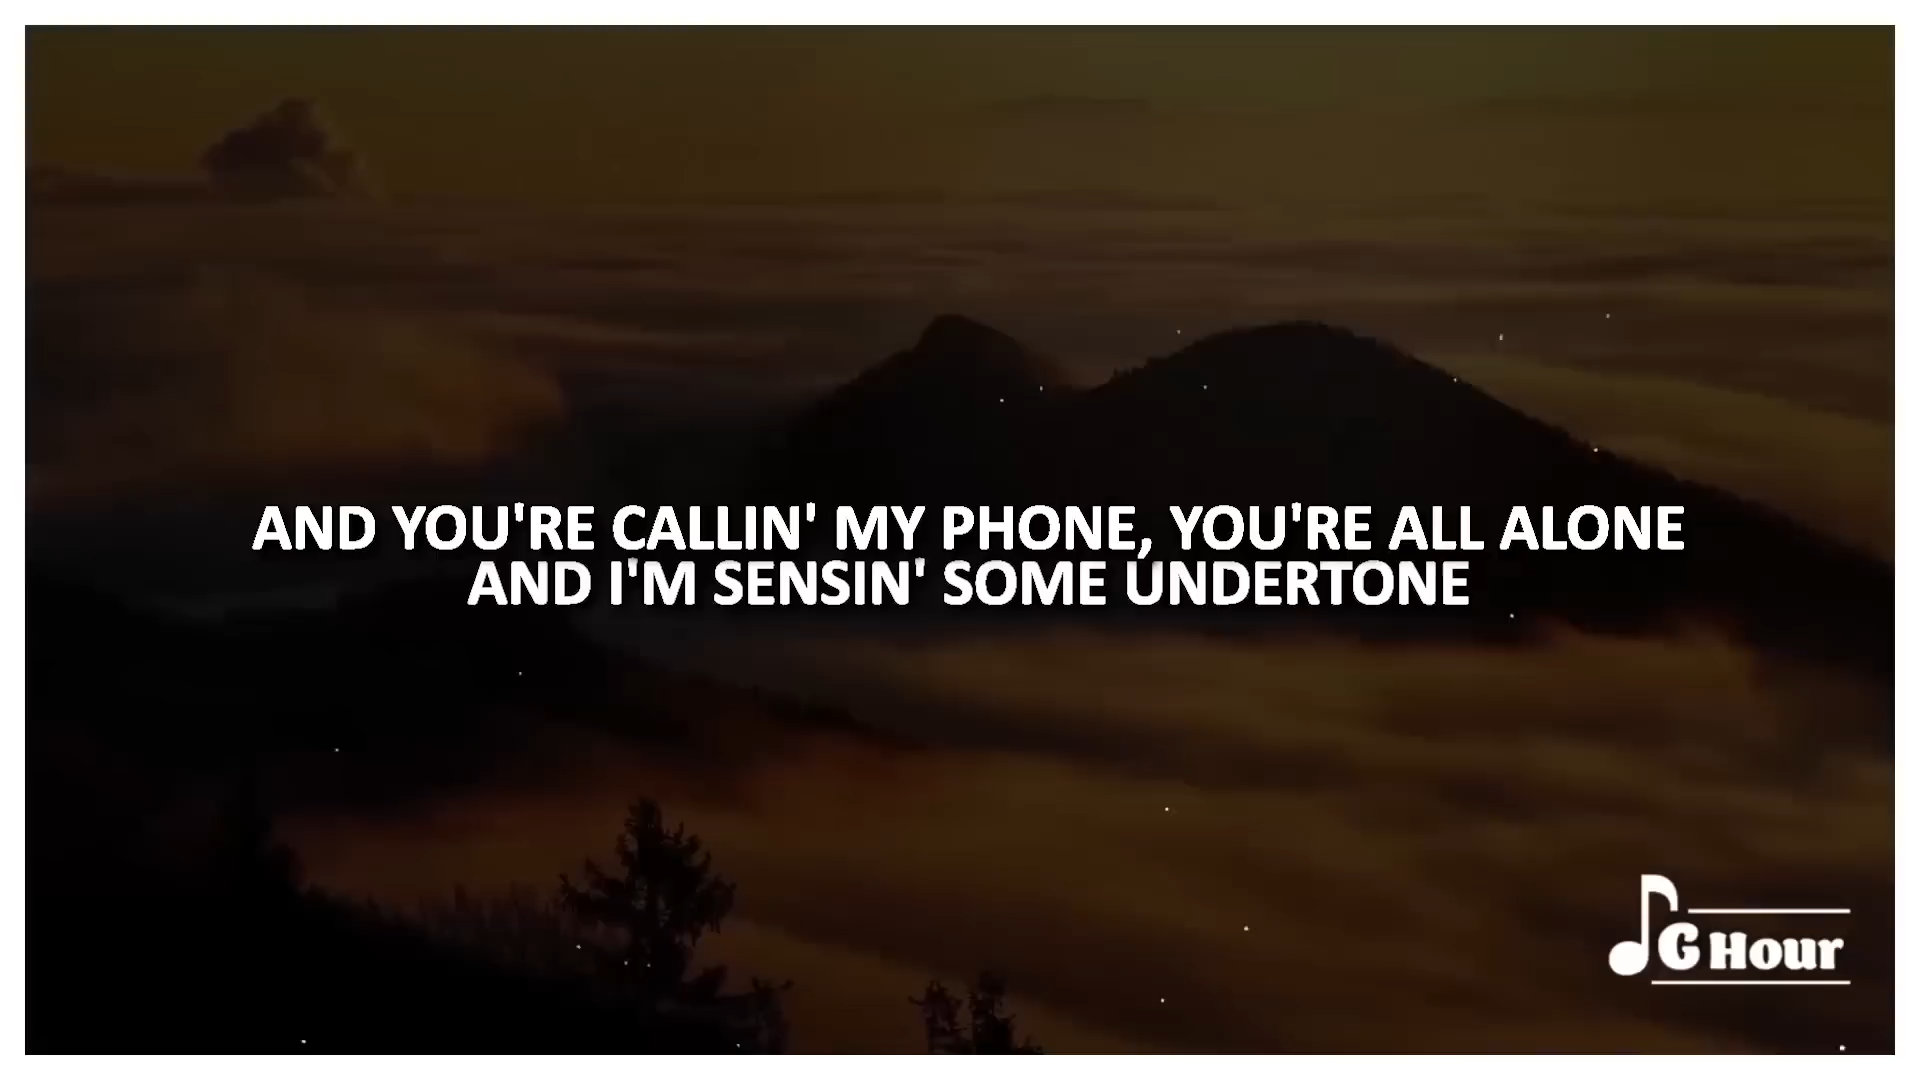 AND YOU'RE CALLIN' MY PHONE, YOU'RE ALL ALONE
AND I'M SENSIN' SOME UNDERTONE
G HOUR